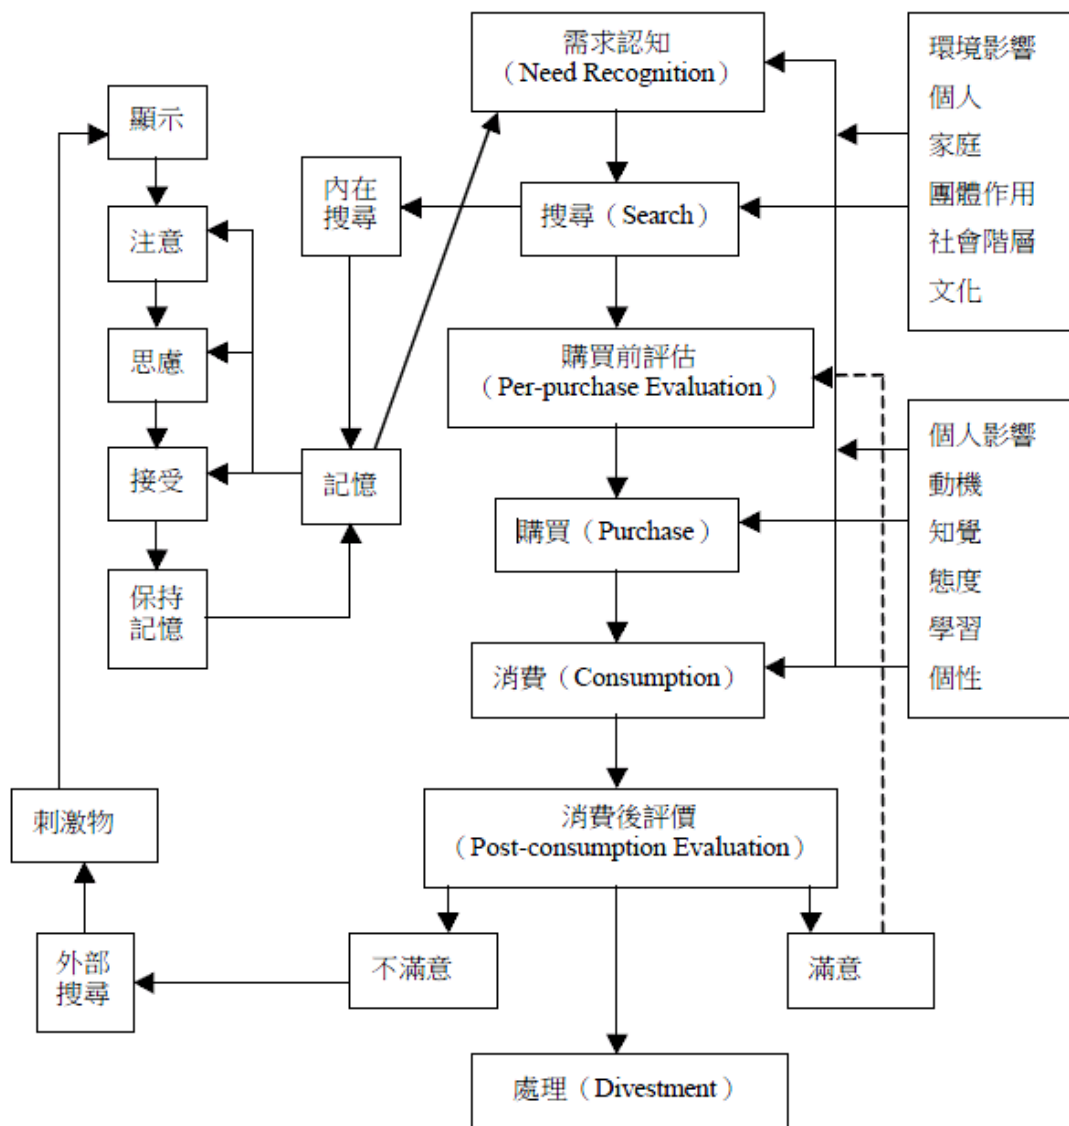 需求認知
（Need Recognition）
環境影響
個人
家庭
團體作用
社會階層
文化
顯示
內在
搜尋
搜尋（Search）
注意
思慮
購買前評估
（Per-purchase Evaluation）
個人影響
動機
知覺
態度
學習
個性
接受
記憶
購買（Purchase）
保持
記憶
消費（Consumption）
刺激物
消費後評價
（Post-consumption Evaluation）
外部
搜尋
不滿意
滿意
處理（Divestment）